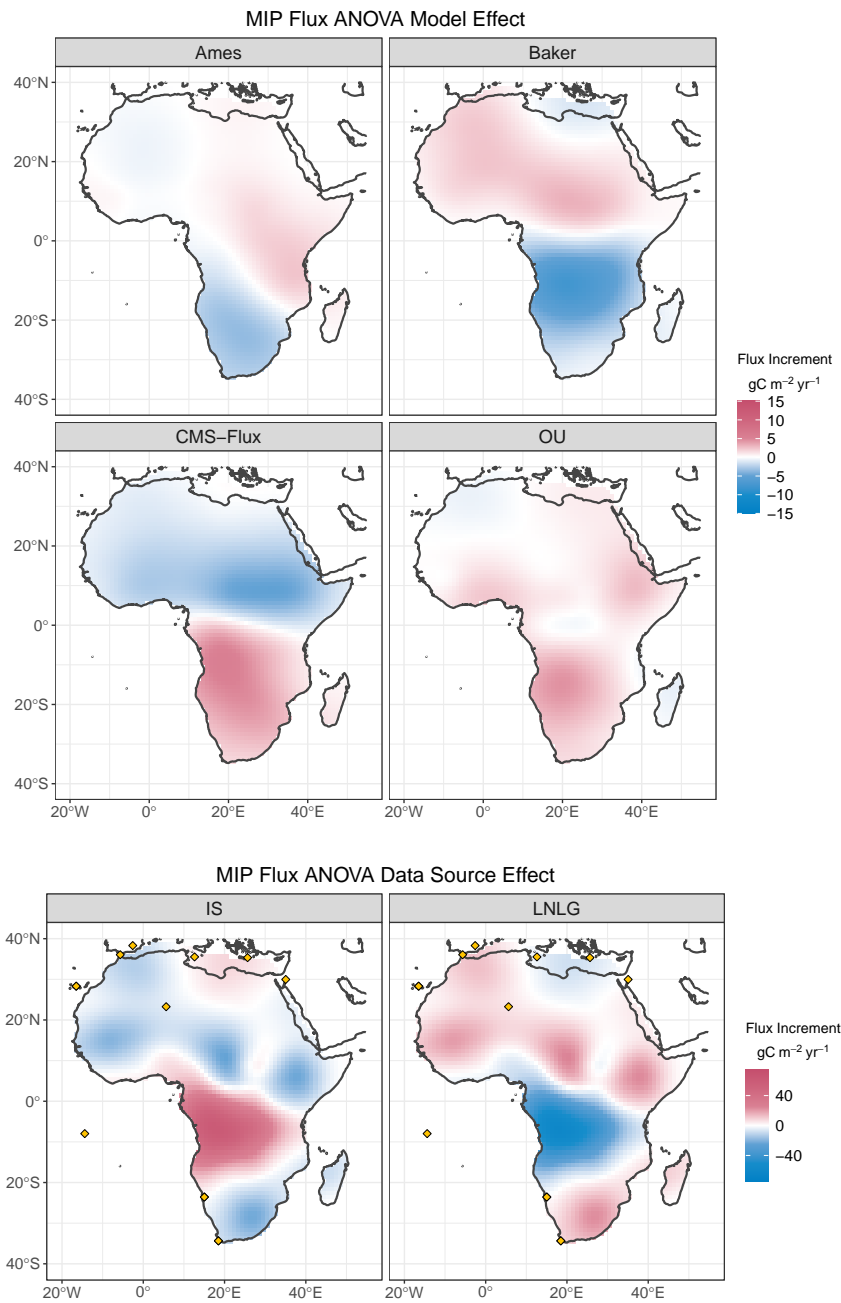 MIP Flux ANOVA Model Effect
Ames Baker
40°N
20°N
0°
20°S
40°S
CMS−Flux OU
40°N
20°N
0°
20°S
40°S
20°W 0° 20°E 40°E 20°W 0° 20°E 40°E
Flux Increment
gC m⁻² yr⁻¹
15
10
5
0
−5
−10
−15
MIP Flux ANOVA Data Source Effect
IS LNLG
40°N
20°N
0°
20°S
40°S
20°W 0° 20°E 40°E 20°W 0° 20°E 40°E
Flux Increment
gC m⁻² yr⁻¹
40
0
−40